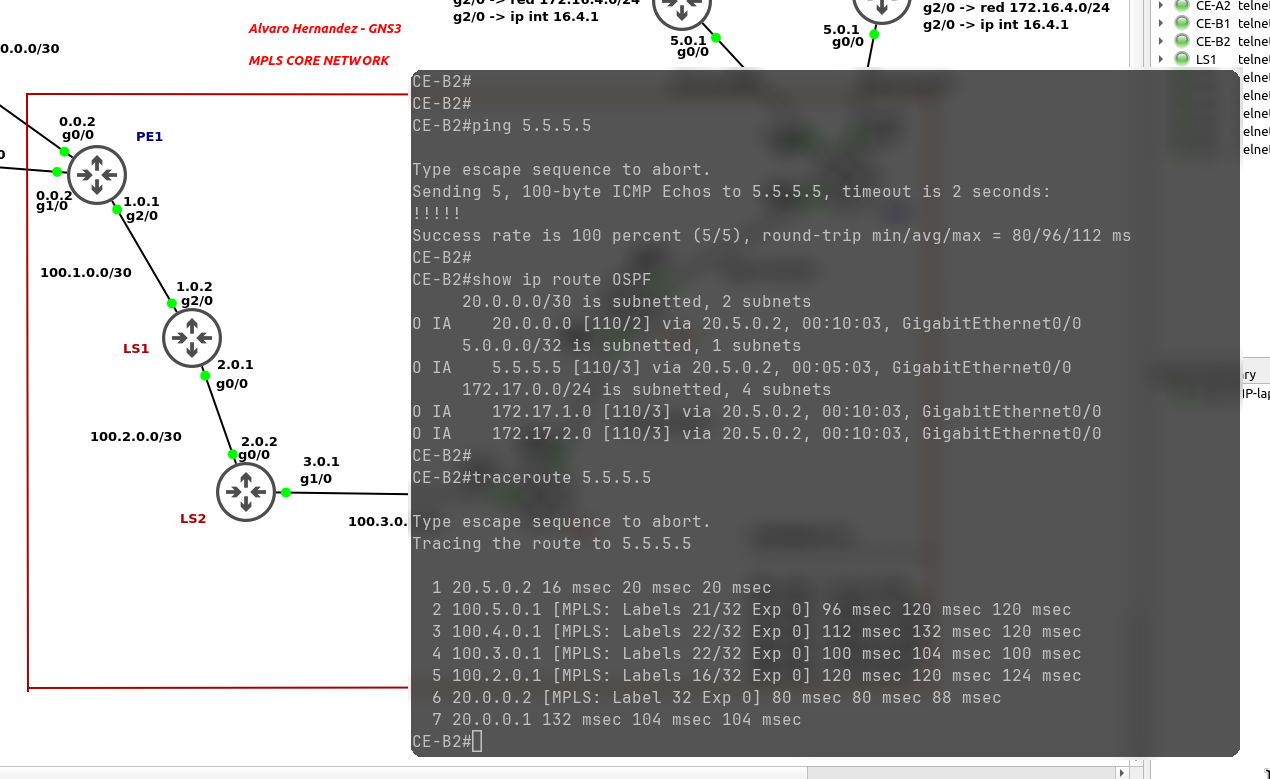 g2/0 -> red 172.16.4.0/24
g2/0 -> ip int 16.4.1
5.0.1
g0/0
g2/0 -> red 172.16.4.0/24
g2/0 -> ip int 16.4.1
5.0.1
g0/0
CE-A2 telnet
CE-B1 telnet
CE-B2 telnet
LS1 telnet
Alvaro Hernandez - GNS3
MPLS CORE NETWORK
0.0.0/30
0.0.2
g0/0
PE1
0.0.2
g1/0
1.0.1
g2/0
100.1.0.0/30
1.0.2
g2/0
LS1
2.0.1
g0/0
100.2.0.0/30
2.0.2
g0/0
3.0.1
g1/0
LS2
100.3.0.
CE-B2#
CE-B2#
CE-B2#ping 5.5.5.5
Type escape sequence to abort.
Sending 5, 100-byte ICMP Echos to 5.5.5.5, timeout is 2 seconds:
!!!!!
Success rate is 100 percent (5/5), round-trip min/avg/max = 80/96/112 ms
CE-B2#
CE-B2#show ip route OSPF
20.0.0.0/30 is subnetted, 2 subnets
O IA 20.0.0.0 [110/2] via 20.5.0.2, 00:10:03, GigabitEthernet0/0
5.0.0.0/32 is subnetted, 1 subnets
O IA 5.5.5.5 [110/3] via 20.5.0.2, 00:05:03, GigabitEthernet0/0
172.17.0.0/24 is subnetted, 4 subnets
O IA 172.17.1.0 [110/3] via 20.5.0.2, 00:10:03, GigabitEthernet0/0
O IA 172.17.2.0 [110/3] via 20.5.0.2, 00:10:03, GigabitEthernet0/0
CE-B2#
CE-B2#traceroute 5.5.5.5
Type escape sequence to abort.
Tracing the route to 5.5.5.5
1 20.5.0.2 16 msec 20 msec 20 msec
2 100.5.0.1 [MPLS: Labels 21/32 Exp 0] 96 msec 120 msec 120 msec
3 100.4.0.1 [MPLS: Labels 22/32 Exp 0] 112 msec 132 msec 120 msec
4 100.3.0.1 [MPLS: Labels 22/32 Exp 0] 100 msec 104 msec 100 msec
5 100.2.0.1 [MPLS: Labels 16/32 Exp 0] 120 msec 120 msec 124 msec
6 20.0.0.2 [MPLS: Label 32 Exp 0] 80 msec 80 msec 88 msec
7 20.0.0.1 132 msec 104 msec 104 msec
CE-B2#